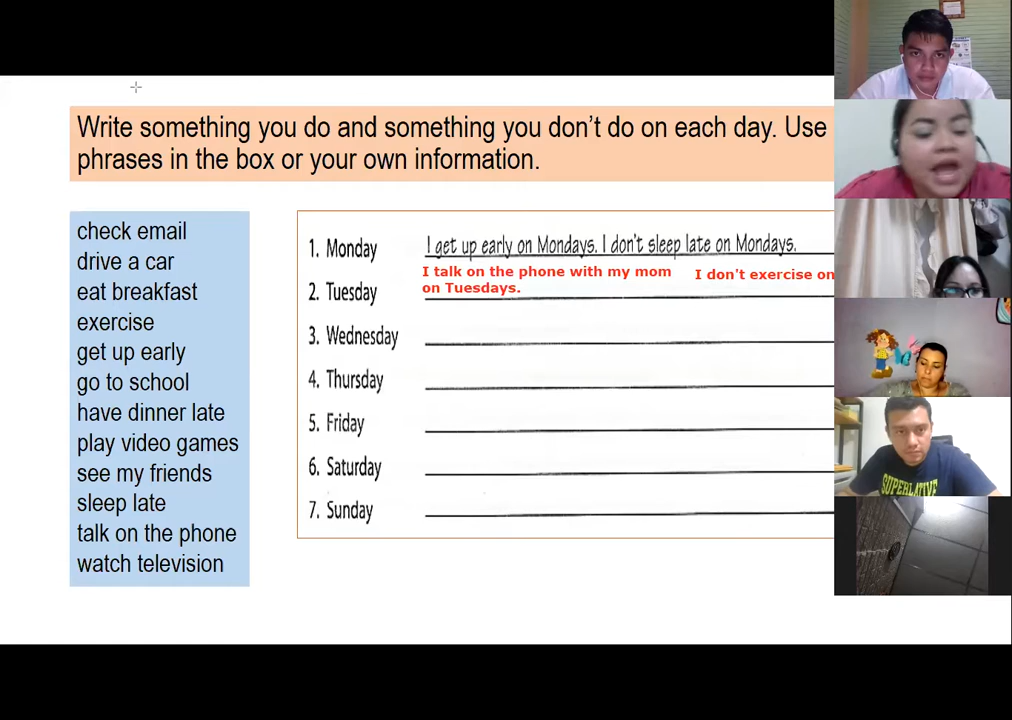 Write something you do and something you don't do on each day. Use
phrases in the box or your own information.
check email
drive a car
eat breakfast
exercise
get up early
go to school
have dinner late
play video games
see my friends
sleep late
talk on the phone
watch television
1. Monday I get up early on Mondays. I don't sleep late on Mondays.
2. Tuesday I talk on the phone with my mom on Tuesdays. I don't exercise on
3. Wednesday
4. Thursday
5. Friday
6. Saturday
7. Sunday
SUPERLATIVE